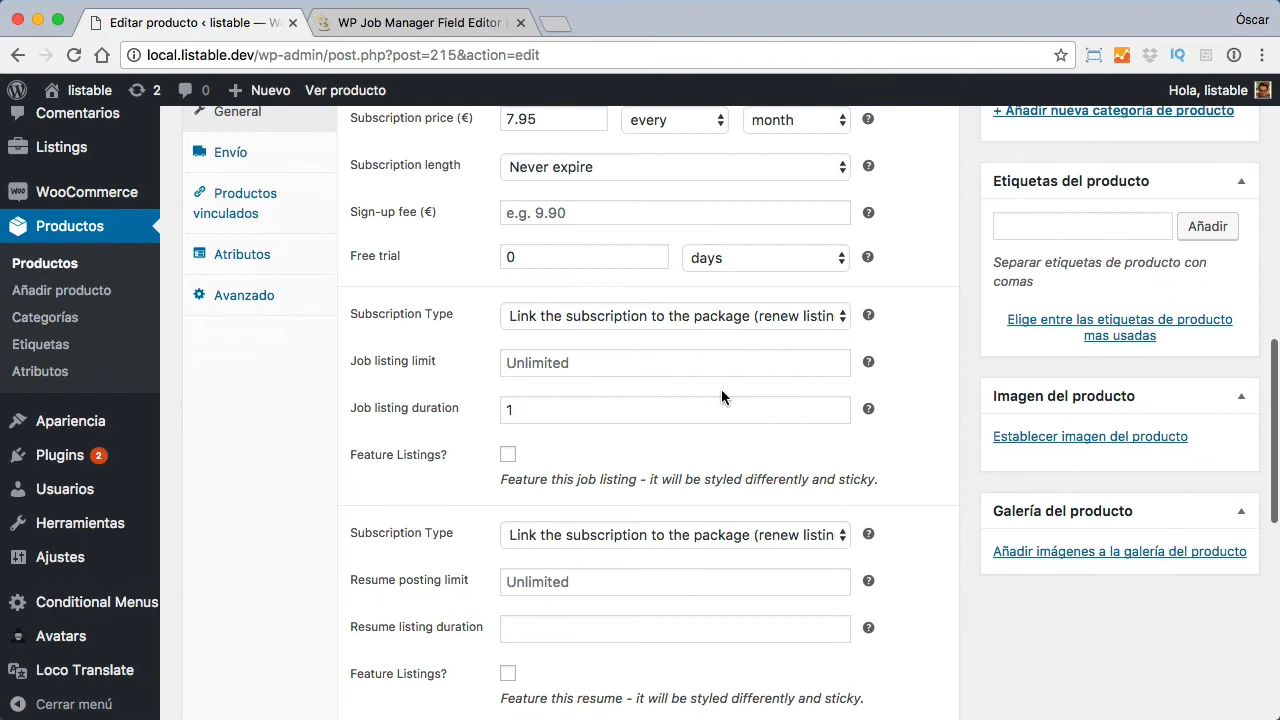 Editar producto ‹ listable — Wo
WP Job Manager Field Editor
Óscar
local.listable.dev/wp-admin/post.php?post=215&action=edit
listable
2
0
Nuevo
Ver producto
Hola, listable
Comentarios
Listings
WooCommerce
Productos
Productos
Añadir producto
Categorías
Etiquetas
Atributos
Apariencia
Plugins 2
Usuarios
Herramientas
Ajustes
Conditional Menus
Avatars
Loco Translate
Cerrar menú
General
Envío
Productos
vinculados
Atributos
Avanzado
Subscription price (€)
7.95
every
month
Subscription length
Never expire
Sign-up fee (€)
e.g. 9.90
Free trial
0
days
Subscription Type
Link the subscription to the package (renew listin
Job listing limit
Unlimited
Job listing duration
1
Feature Listings?
Feature this job listing - it will be styled differently and sticky.
Subscription Type
Link the subscription to the package (renew listin
Resume posting limit
Unlimited
Resume listing duration
Feature Listings?
Feature this resume - it will be styled differently and sticky.
+ Añadir nueva categoría de producto
Etiquetas del producto
Añadir
Separar etiquetas de producto con
comas
Elige entre las etiquetas de producto
mas usadas
Imagen del producto
Establecer imagen del producto
Galería del producto
Añadir imágenes a la galería del producto